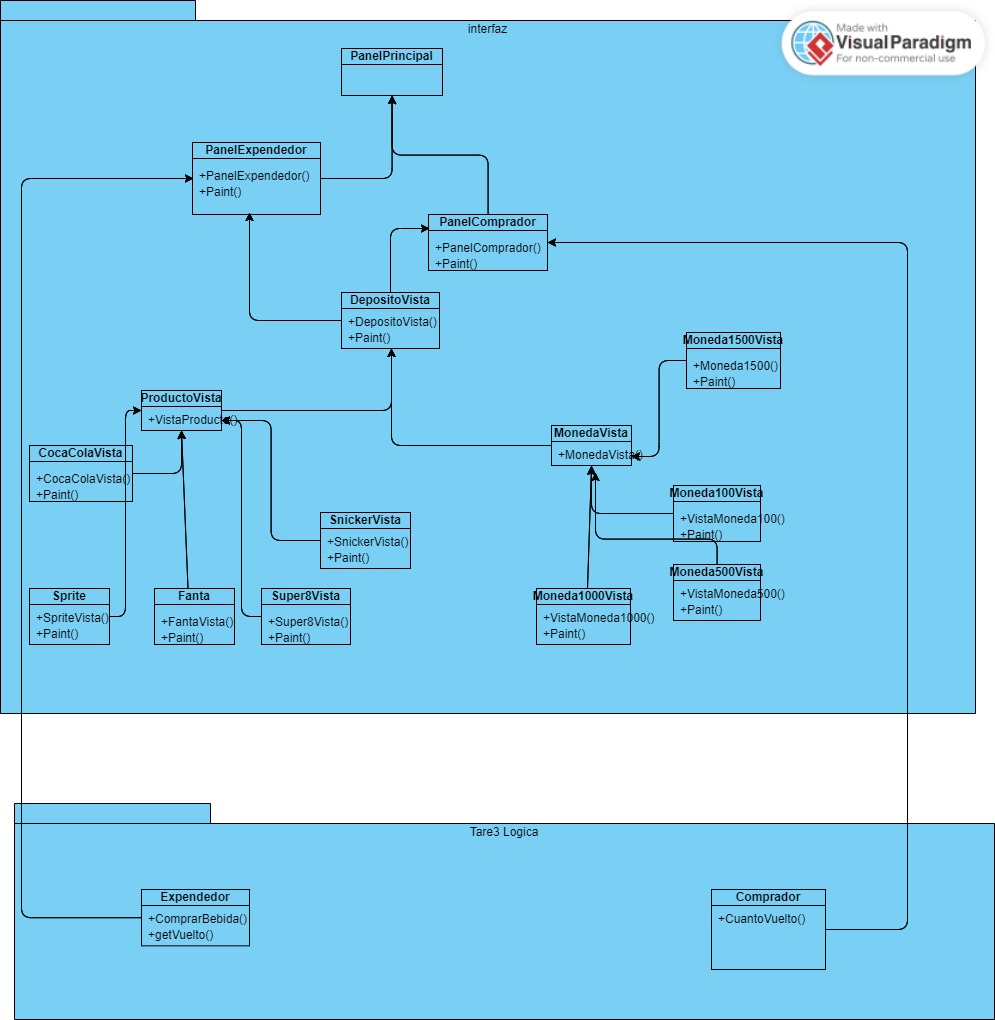 interfaz
Made with
VisualParadigm
For non-commercial use
PanelPrincipal
PanelExpendedor
+PanelExpendedor()
+Paint()
PanelComprador
+PanelComprador()
+Paint()
DepositoVista
+DepositoVista()
+Paint()
Moneda1500Vista
+Moneda1500()
+Paint()
ProductoVista
+VistaProducto()
MonedaVista
+MonedaVista()
CocaColaVista
+CocaColaVista()
+Paint()
Moneda100Vista
+VistaMoneda100()
+Paint()
SnickerVista
+SnickerVista()
+Paint()
Moneda500Vista
+VistaMoneda500()
+Paint()
Sprite
+SpriteVista()
+Paint()
Fanta
+FantaVista()
+Paint()
Super8Vista
+Super8Vista()
+Paint()
Moneda1000Vista
+VistaMoneda1000()
+Paint()
Tare3 Logica
Expendedor
+ComprarBebida()
+getVuelto()
Comprador
+CuantoVuelto()